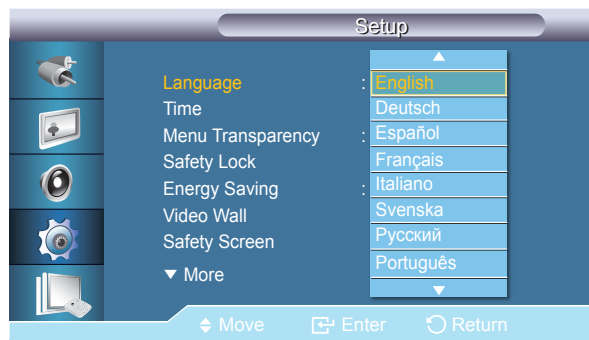 Setup
Language : English
Time Deutsch
Menu Transparency : Español
Safety Lock Français
Energy Saving : Italiano
Video Wall Svenska
Safety Screen Русский
▼ More Português
Move Enter Return